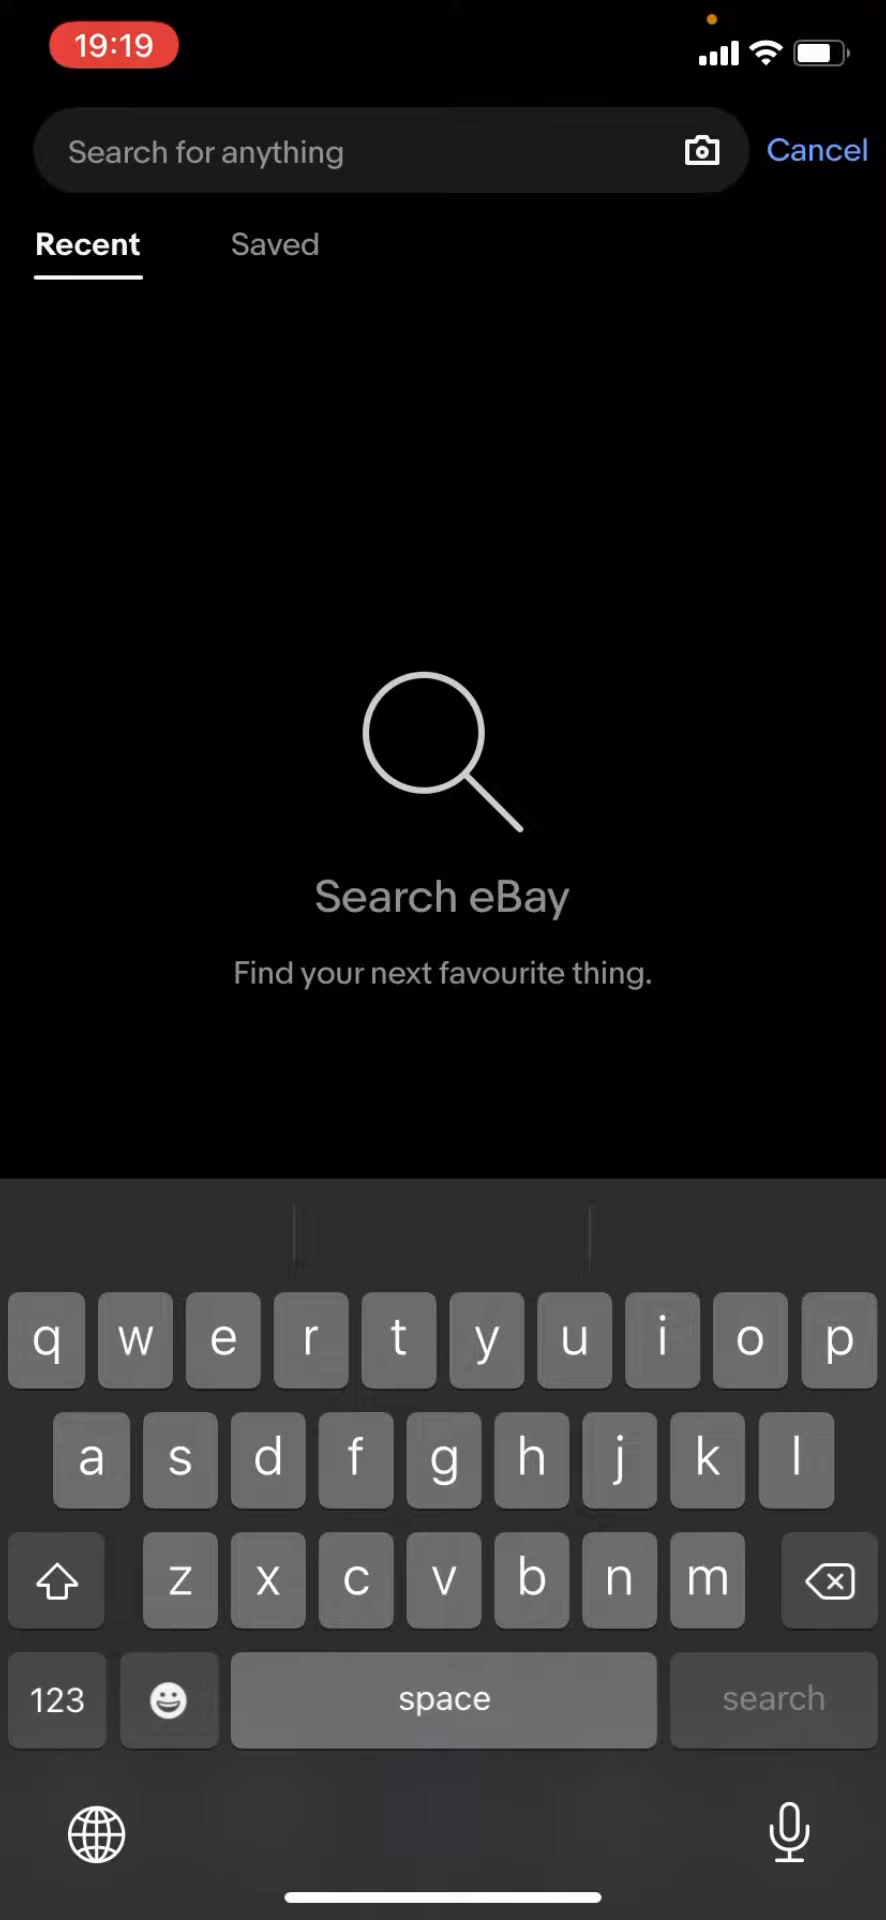 19:19
Search for anything
Cancel
Recent
Saved
Search eBay
Find your next favourite thing.
q w e r t y u i o p
a s d f g h j k l
z x c v b n m
123
space
search